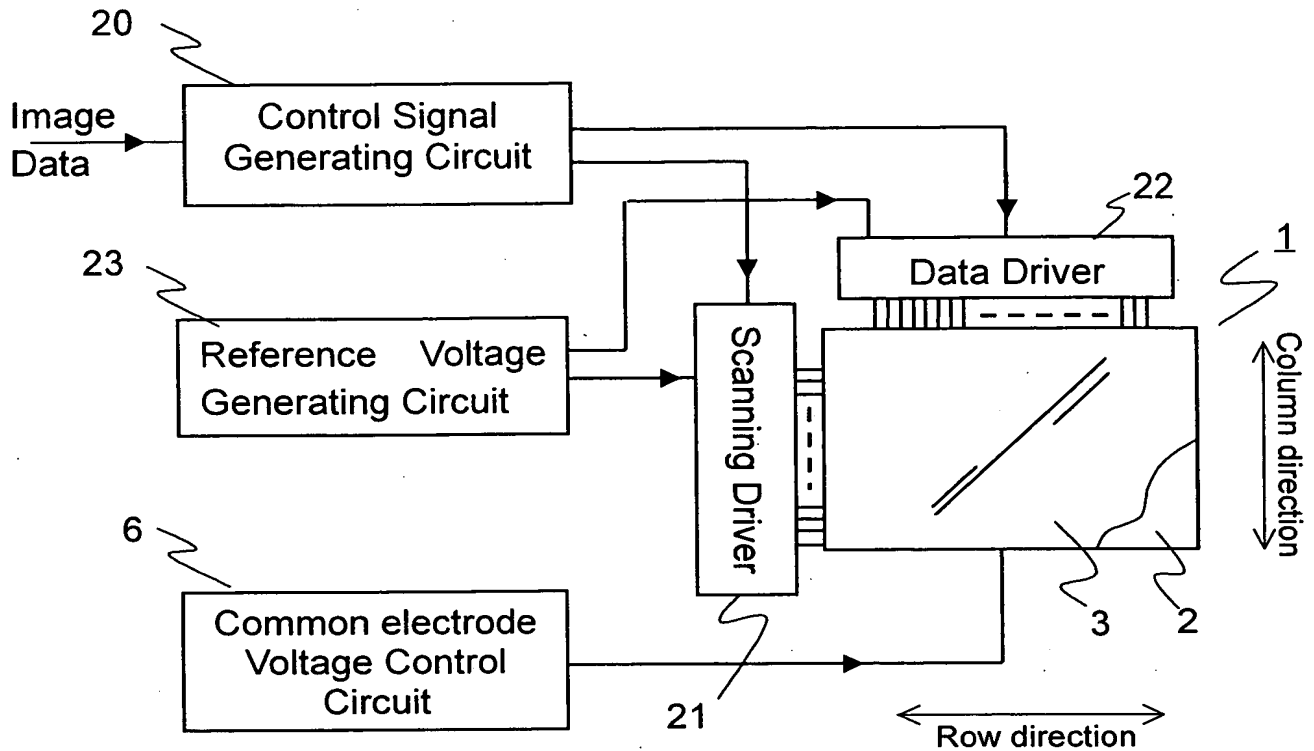 20
Image
Data
Control Signal
Generating Circuit
22
Data Driver
1
23
Reference Voltage
Generating Circuit
Scanning Driver
Column direction
6
Common electrode
Voltage Control
Circuit
3
2
21
Row direction